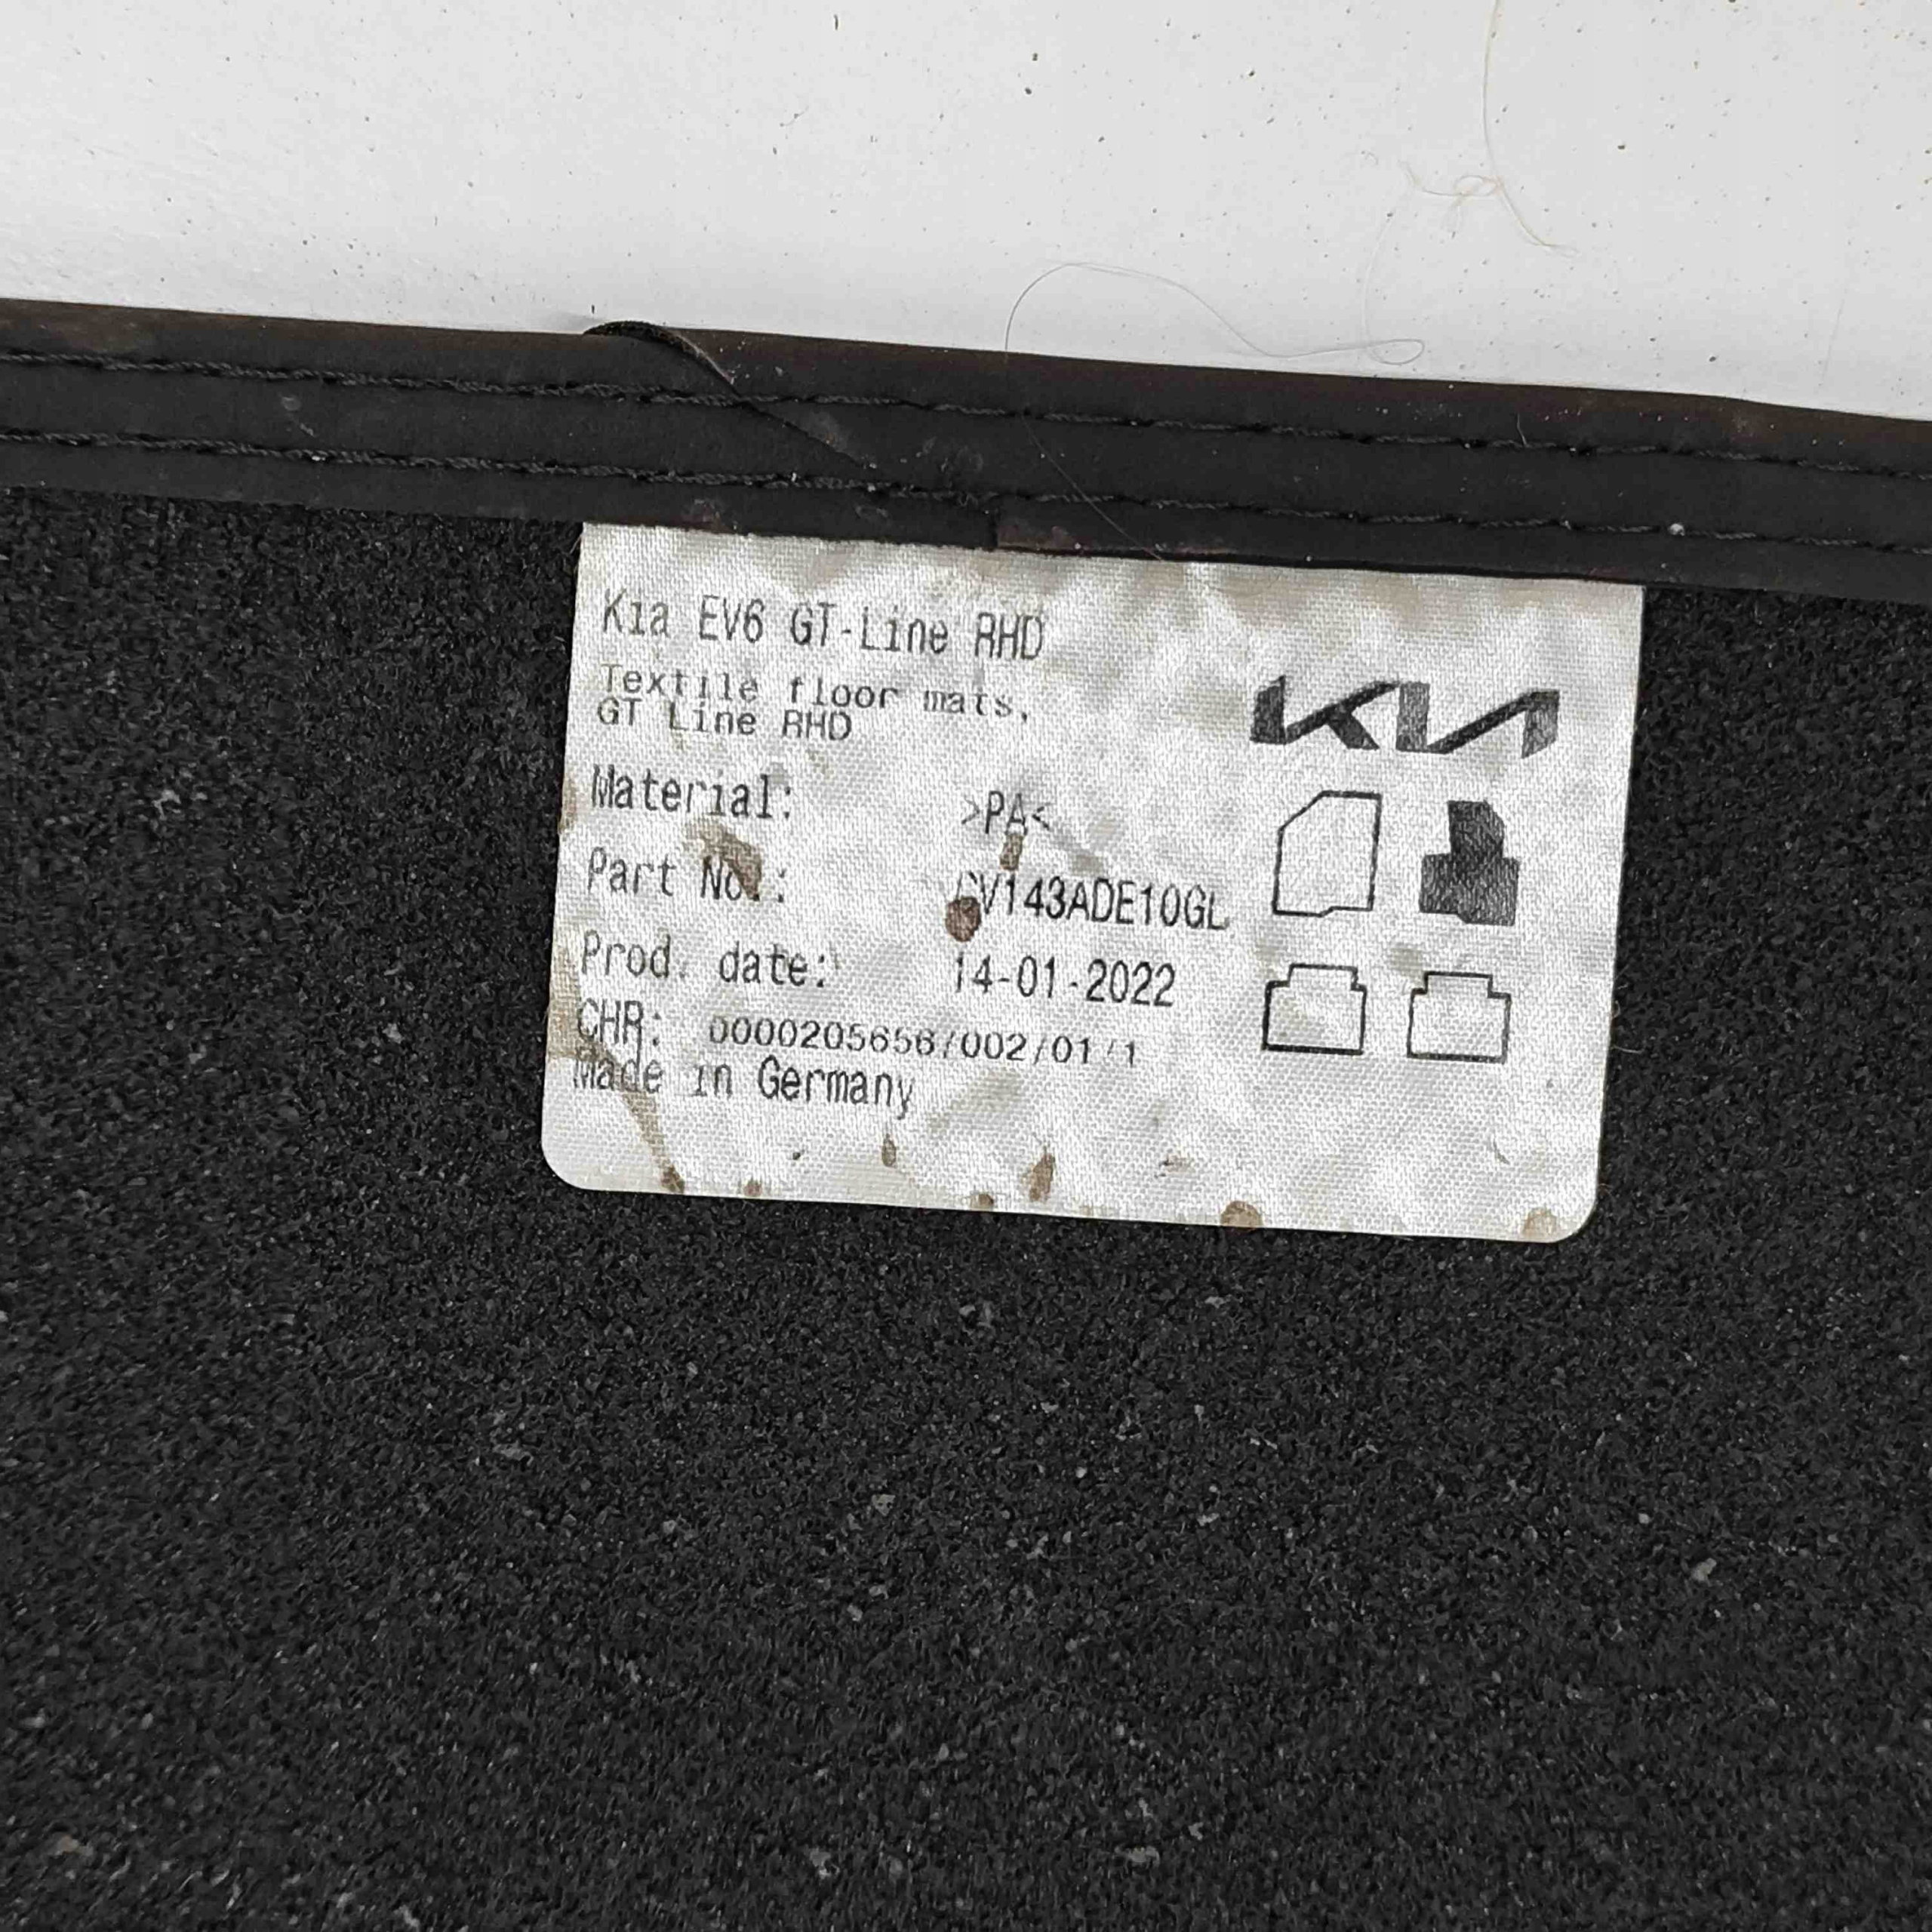 Kia EV6 GT-Line RHD
Textile floor mats,
GT Line RHD
KIA
Material: >PA<
Part No.: CV143ADE10GL
Prod. date: 14-01-2022
CHR: 0000205656/002/01/1
Made in Germany